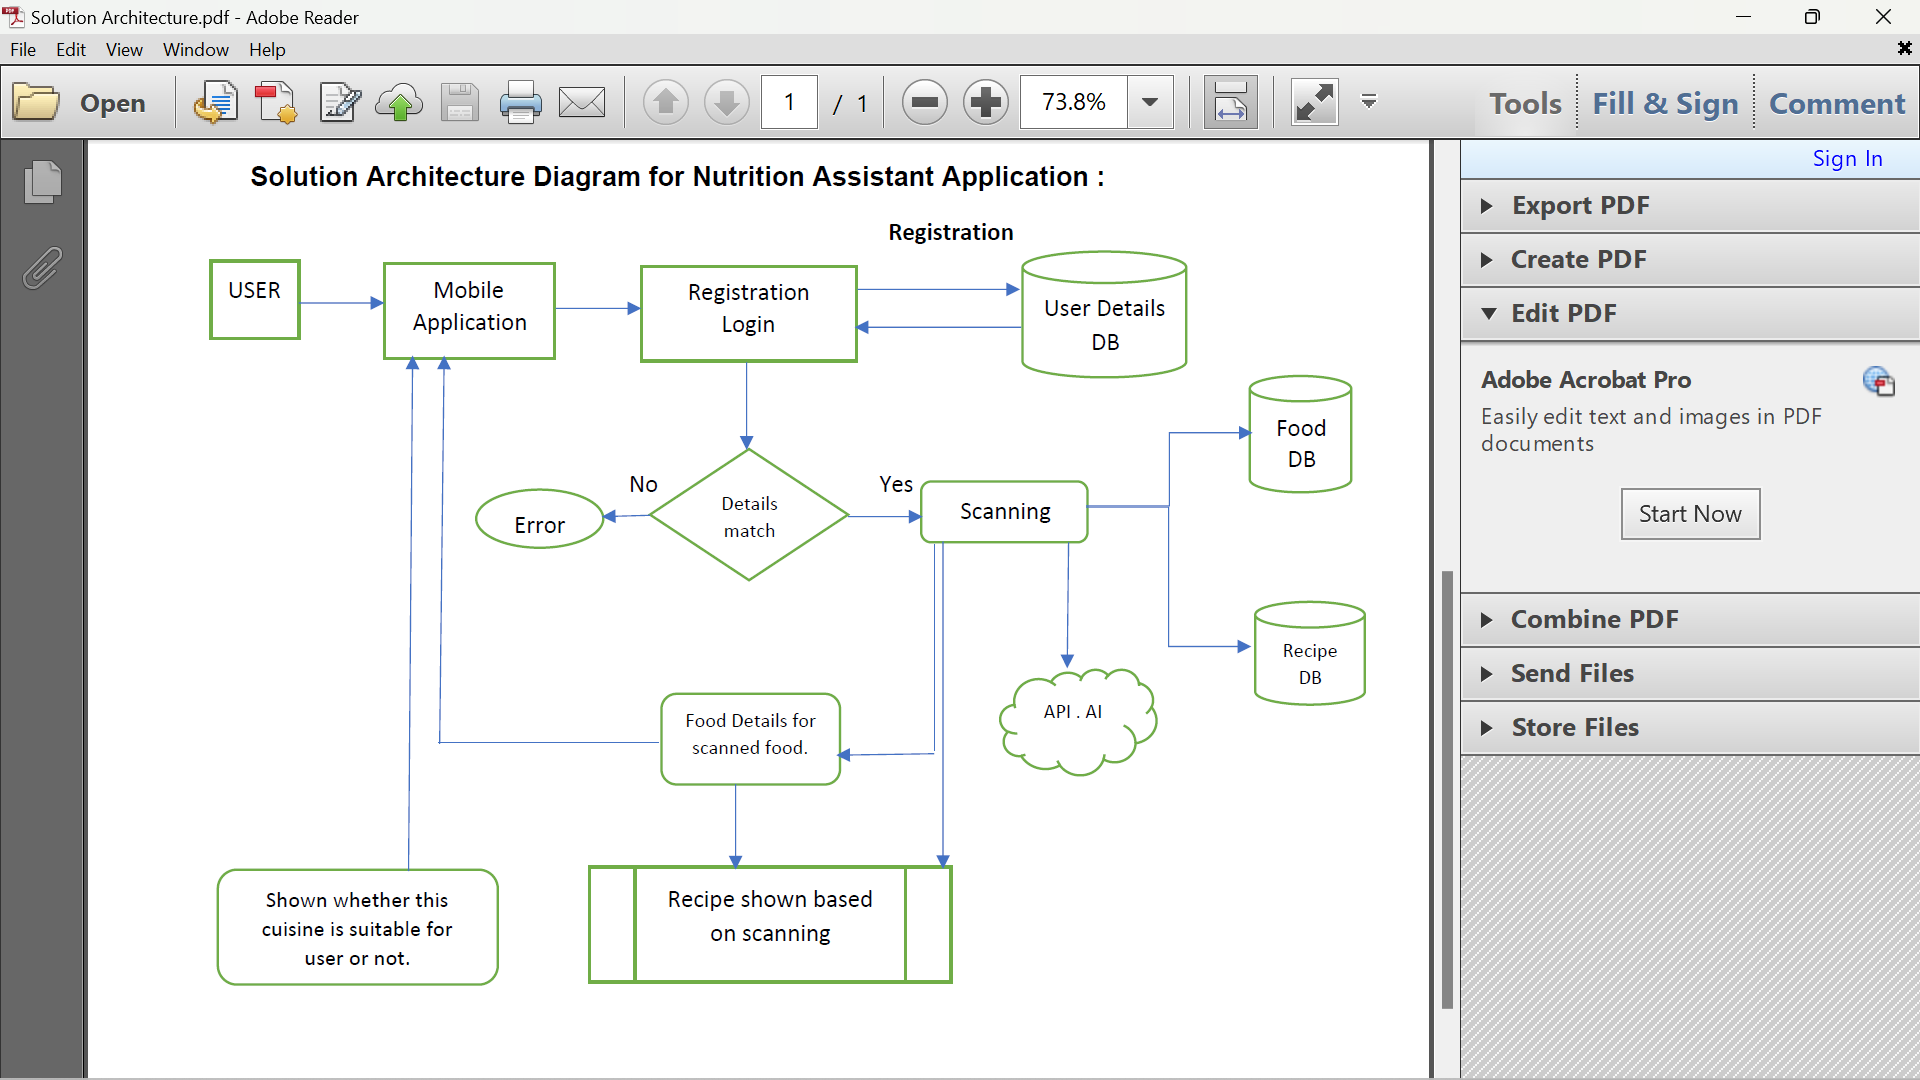 Solution Architecture.pdf - Adobe Reader
File Edit View Window Help
Open
1 / 1
73.8%
Tools Fill & Sign Comment
Sign In
Export PDF
Create PDF
Edit PDF
Adobe Acrobat Pro
Easily edit text and images in PDF
documents
Start Now
Combine PDF
Send Files
Store Files
Solution Architecture Diagram for Nutrition Assistant Application :
Registration
USER
Mobile
Application
Registration
Login
User Details
DB
Food
DB
No
Yes
Error
Details
match
Scanning
Recipe
DB
API . AI
Food Details for
scanned food.
Shown whether this
cuisine is suitable for
user or not.
Recipe shown based
on scanning